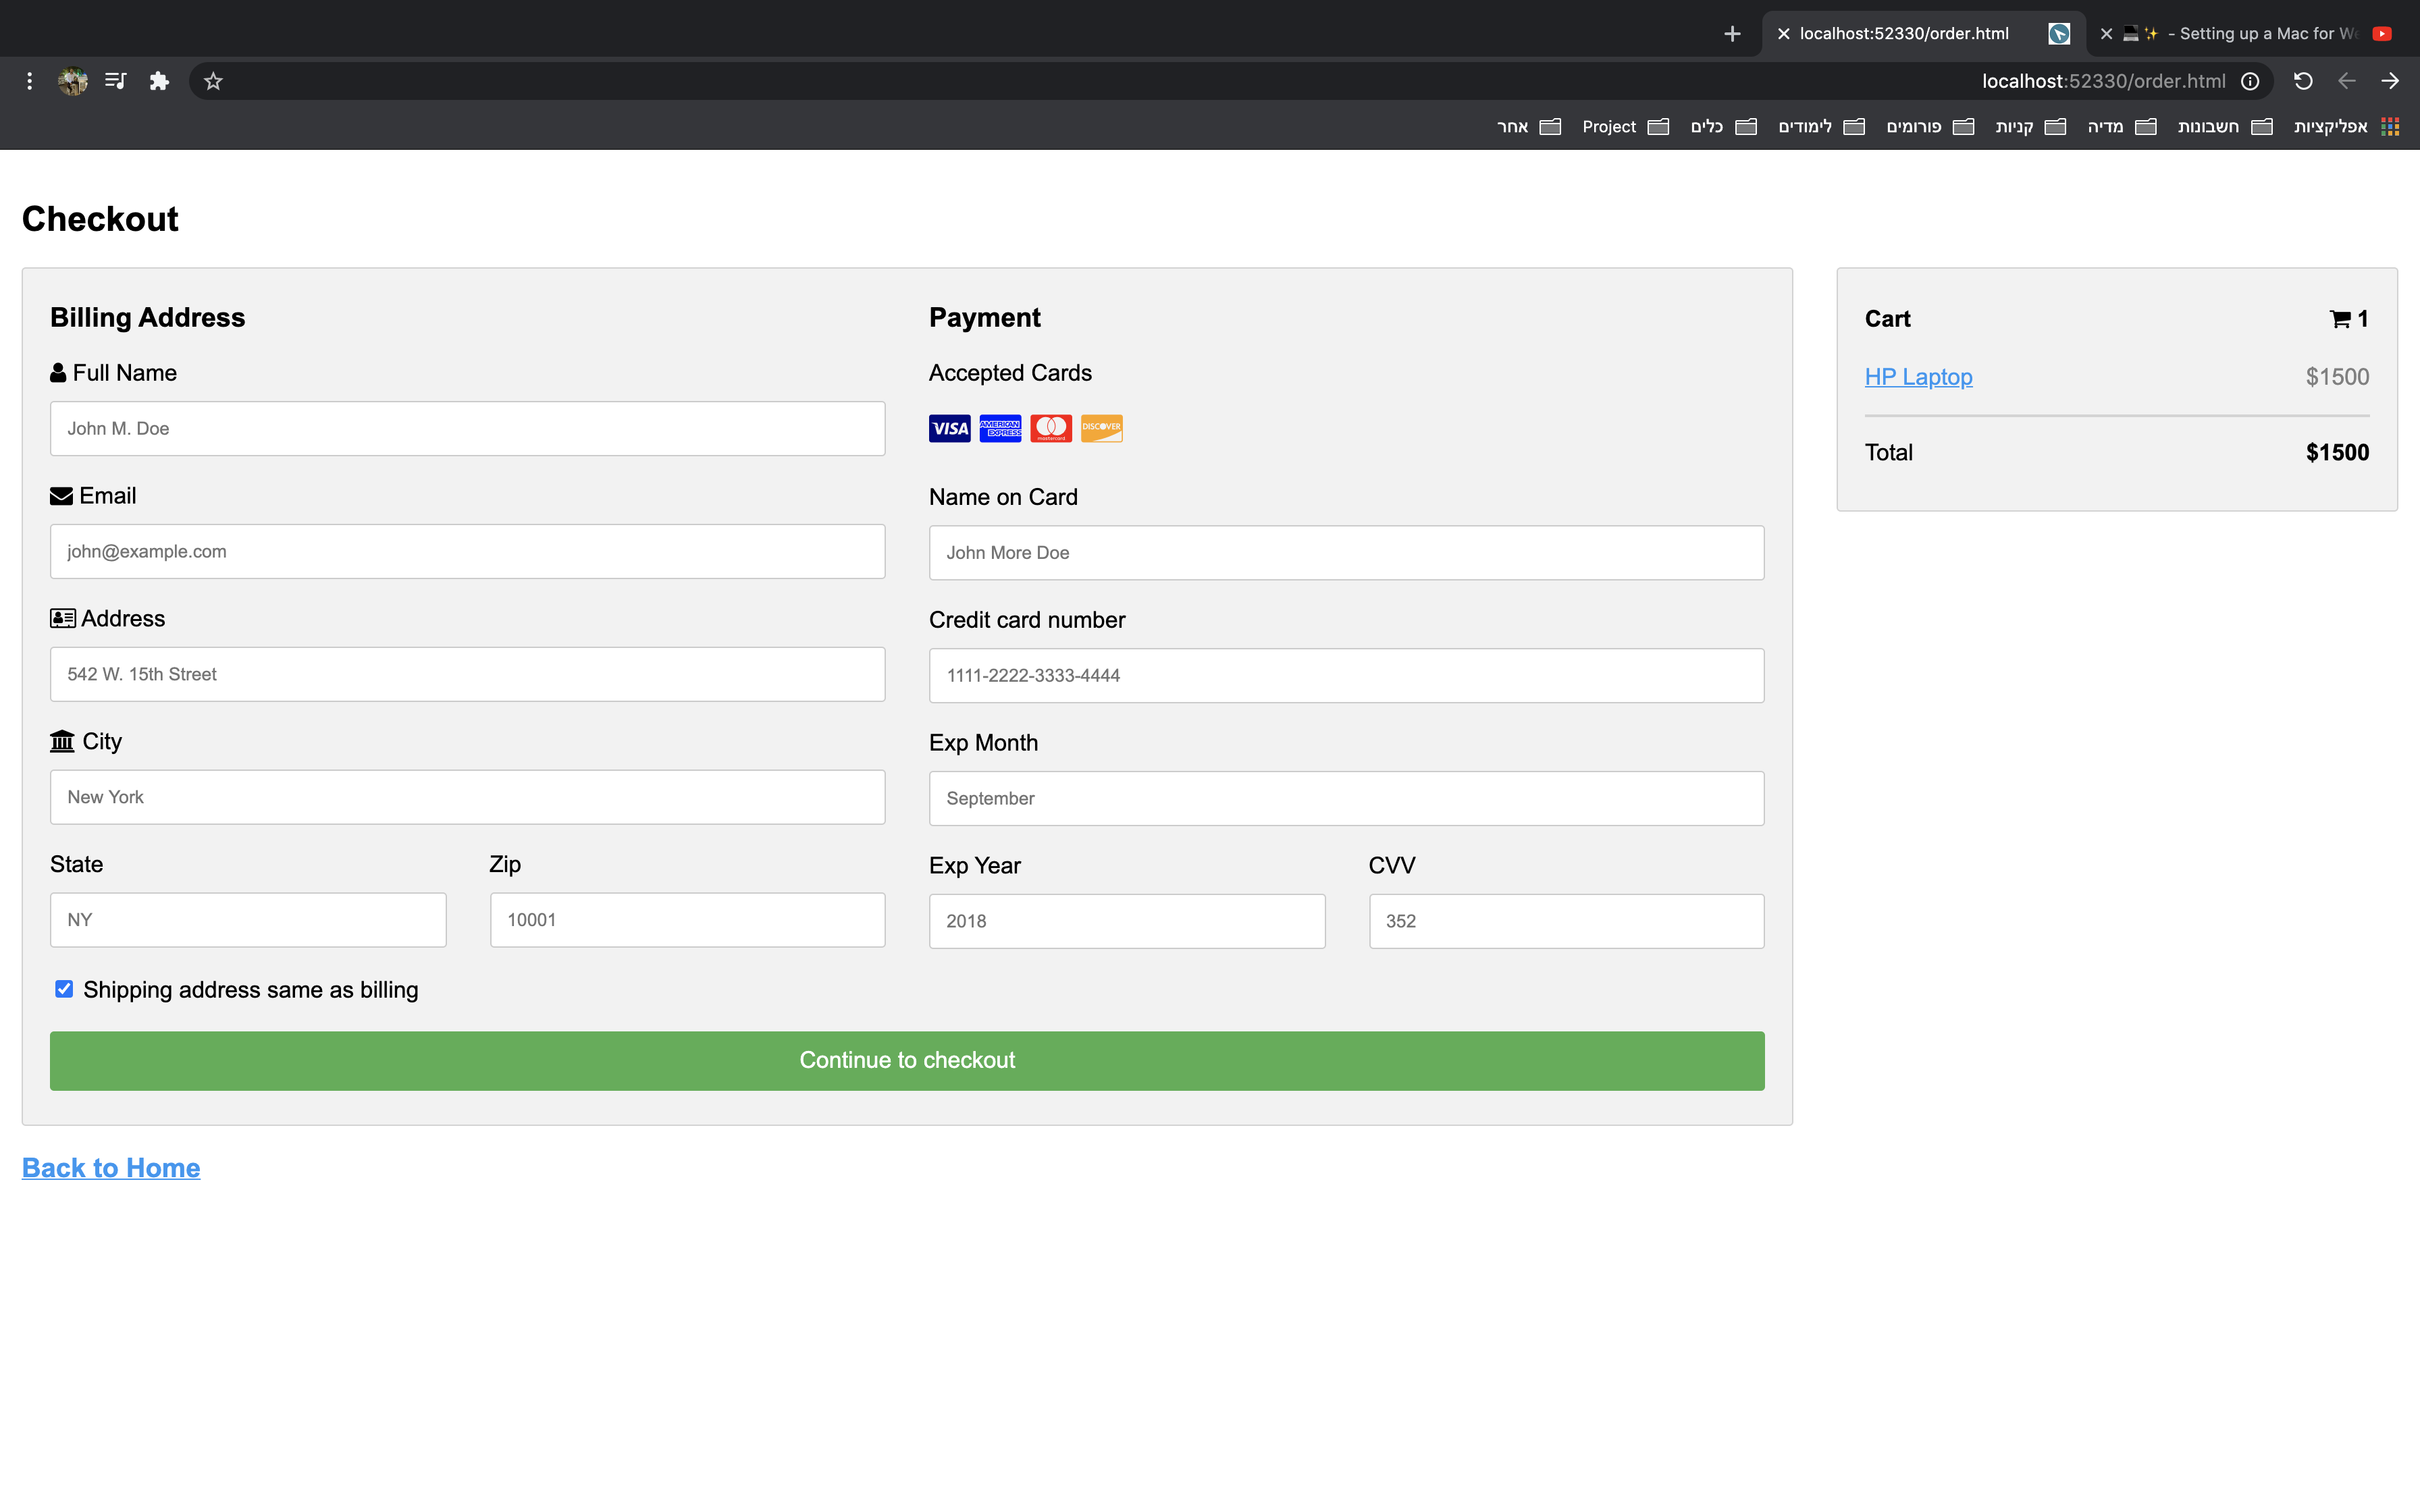 localhost:52330/order.html
- Setting up a Mac for
localhost:52330/order.html
אפליקציות חשבונות מדיה קניות פורומים לימודים כלים Project אחר
Checkout
Billing Address
Full Name
John M. Doe
Email
john@example.com
Address
542 W. 15th Street
City
New York
State Zip
NY 10001
Shipping address same as billing
Payment
Accepted Cards
VISA AMERICAN EXPRESS mastercard DISCOVER
Name on Card
John More Doe
Credit card number
1111-2222-3333-4444
Exp Month
September
Exp Year CVV
2018 352
Continue to checkout
Cart 1
HP Laptop $1500
Total $1500
Back to Home